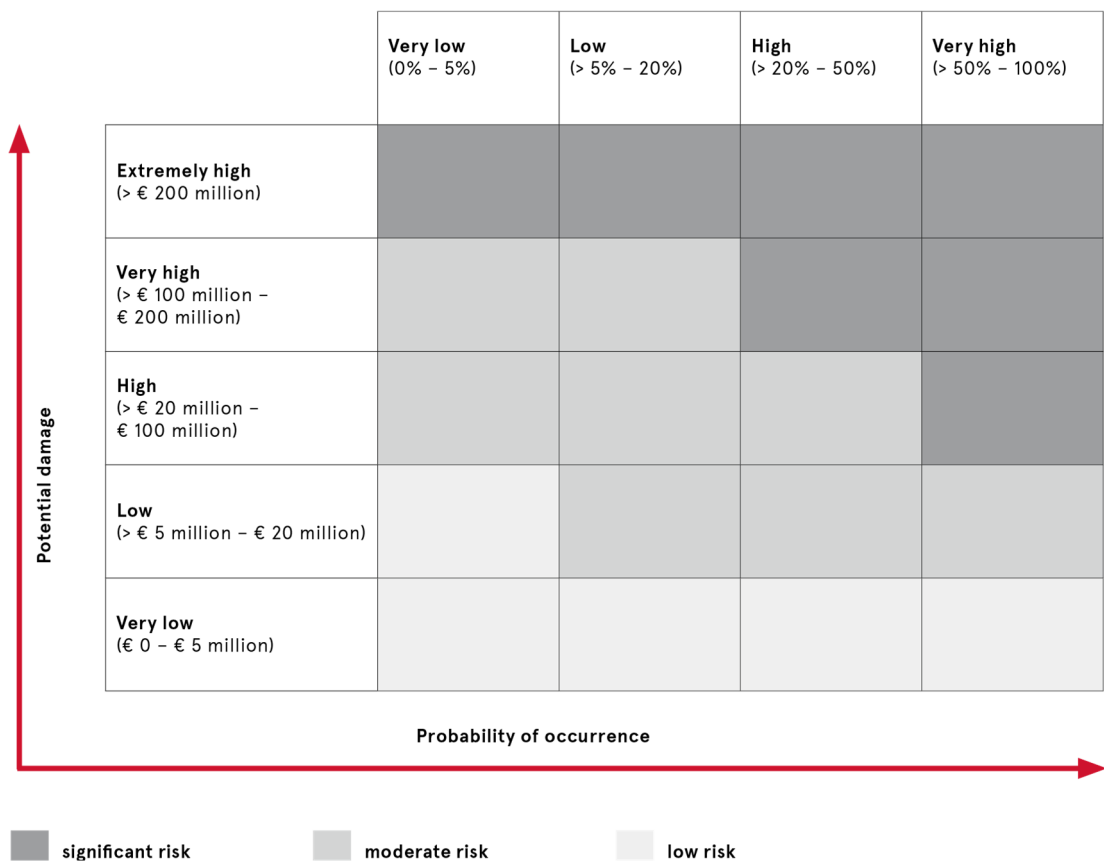 Very low
(0% – 5%)
Low
(> 5% – 20%)
High
(> 20% – 50%)
Very high
(> 50% – 100%)
Extremely high
(> € 200 million)
Very high
(> € 100 million –
€ 200 million)
High
(> € 20 million –
€ 100 million)
Low
(> € 5 million – € 20 million)
Very low
(€ 0 – € 5 million)
Potential damage
Probability of occurrence
significant risk
moderate risk
low risk